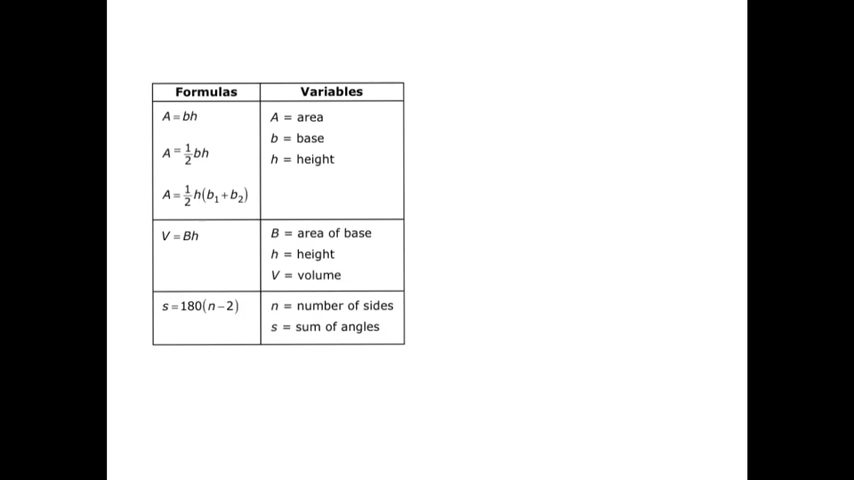 Formulas Variables
A = bh
A = area
b = base
h = height
A = 1/2 bh
A = 1/2 h(b₁ + b₂)
V = Bh
B = area of base
h = height
V = volume
s = 180(n − 2)
n = number of sides
s = sum of angles